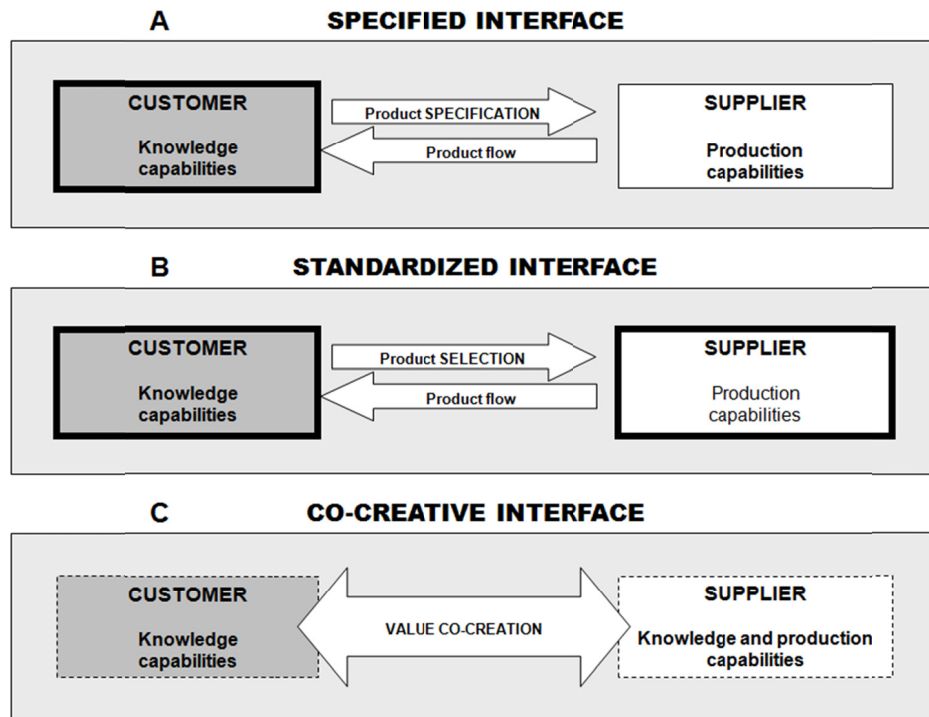 A SPECIFIED INTERFACE
CUSTOMER
Knowledge
capabilities
Product SPECIFICATION
Product flow
SUPPLIER
Production
capabilities
B STANDARDIZED INTERFACE
CUSTOMER
Knowledge
capabilities
Product SELECTION
Product flow
SUPPLIER
Production
capabilities
C CO-CREATIVE INTERFACE
CUSTOMER
Knowledge
capabilities
VALUE CO-CREATION
SUPPLIER
Knowledge and production
capabilities